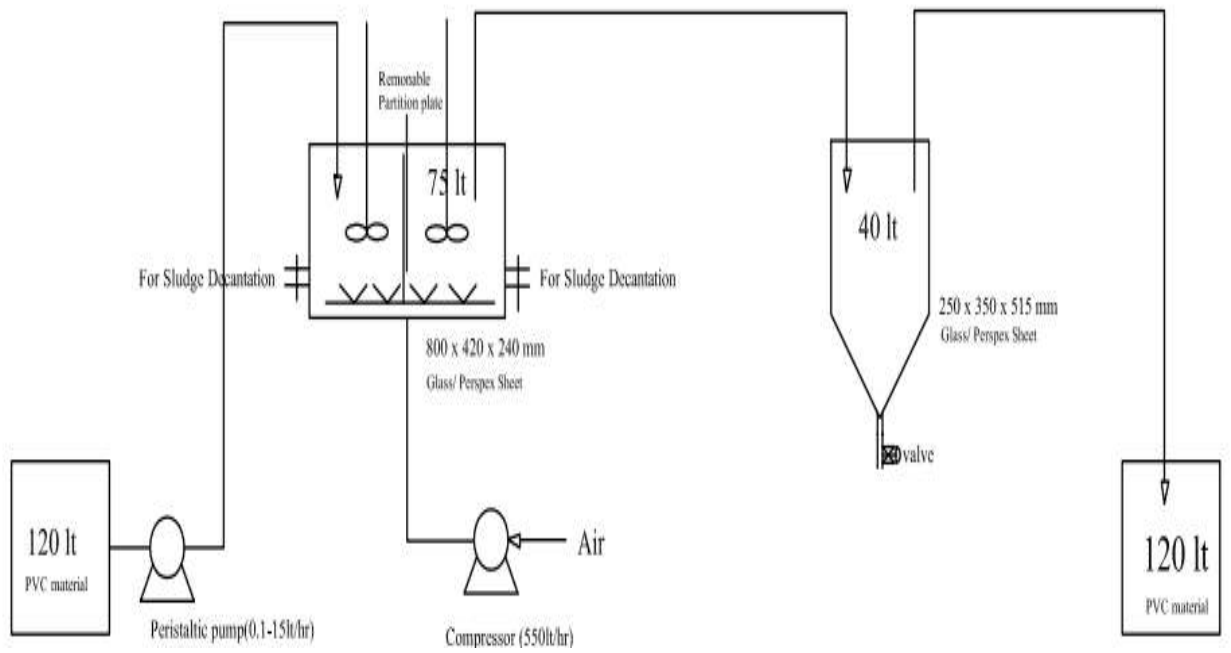 Remonable
Partition plate
75 lt
40 lt
For Sludge Decantation
For Sludge Decantation
250 x 350 x 515 mm
Glass/ Perspex Sheet
800 x 420 x 240 mm
Glass/ Perspex Sheet
valve
120 lt
PVC material
Air
120 lt
PVC material
Peristaltic pump(0.1-15lt/hr)
Compressor (550lt/hr)